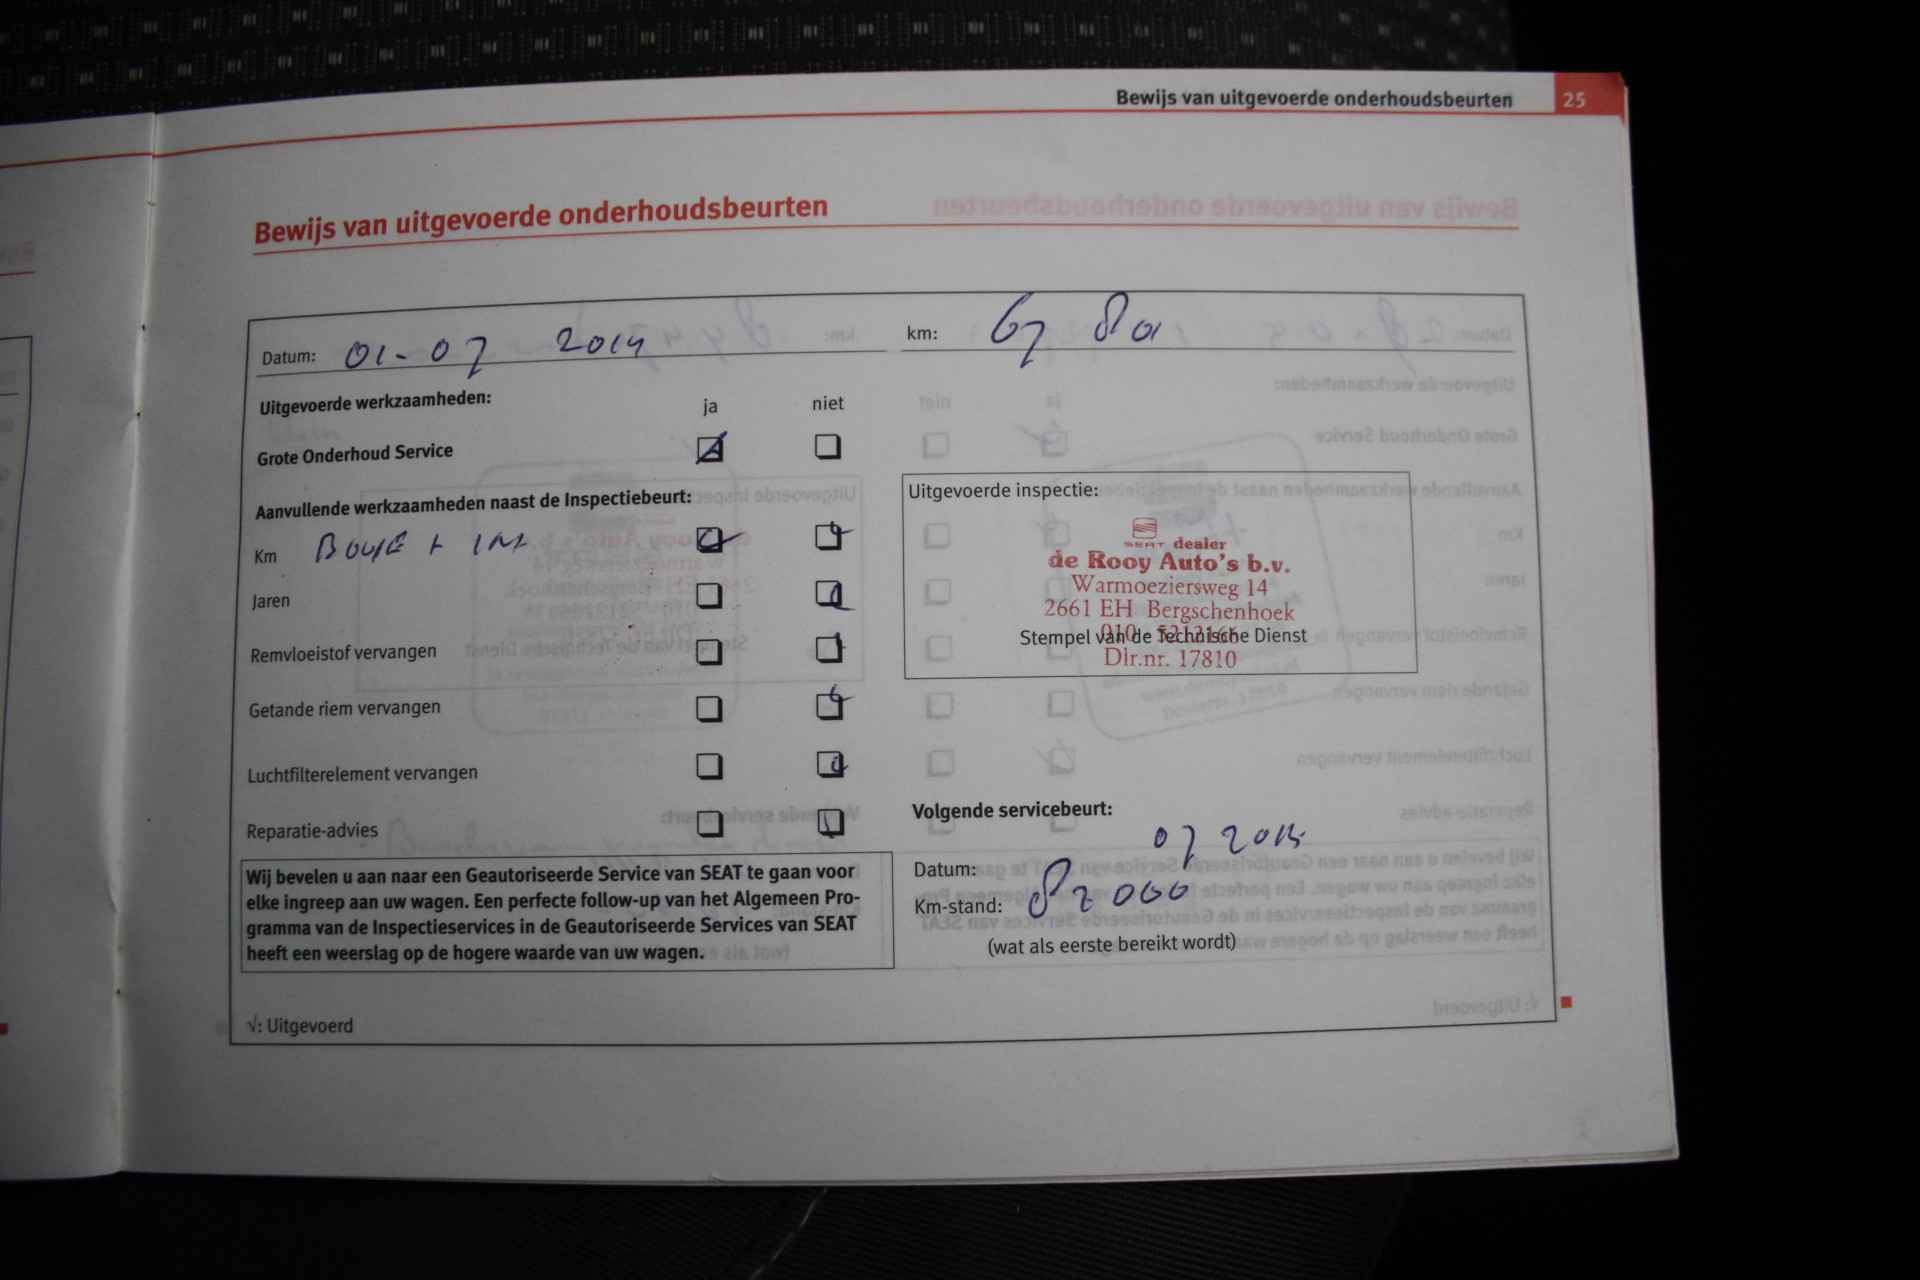 Bewijs van uitgevoerde onderhoudsbeurten 25
Bewijs van uitgevoerde onderhoudsbeurten
Datum: 01-07 2014 km: 67 801
Uitgevoerde werkzaamheden: ja niet
Grote Onderhoud Service
Aanvullende werkzaamheden naast de Inspectiebeurt:
Km
Jaren
Remvloeistof vervangen
Getande riem vervangen
Luchtfilterelement vervangen
Reparatie-advies
Wij bevelen u aan naar een Geautoriseerde Service van SEAT te gaan voor
elke ingreep aan uw wagen. Een perfecte follow-up van het Algemeen Pro-
gramma van de Inspectieservices in de Geautoriseerde Services van SEAT
heeft een weerslag op de hogere waarde van uw wagen.
√: Uitgevoerd
Uitgevoerde inspectie:
SEAT dealer
de Rooy Auto's b.v.
Warmoeziersweg 14
2661 EH Bergschenhoek
Stempel van de Technische Dienst
Dlr.nr. 17810
Volgende servicebeurt:
Datum: 07 2015
Km-stand: 82000
(wat als eerste bereikt wordt)